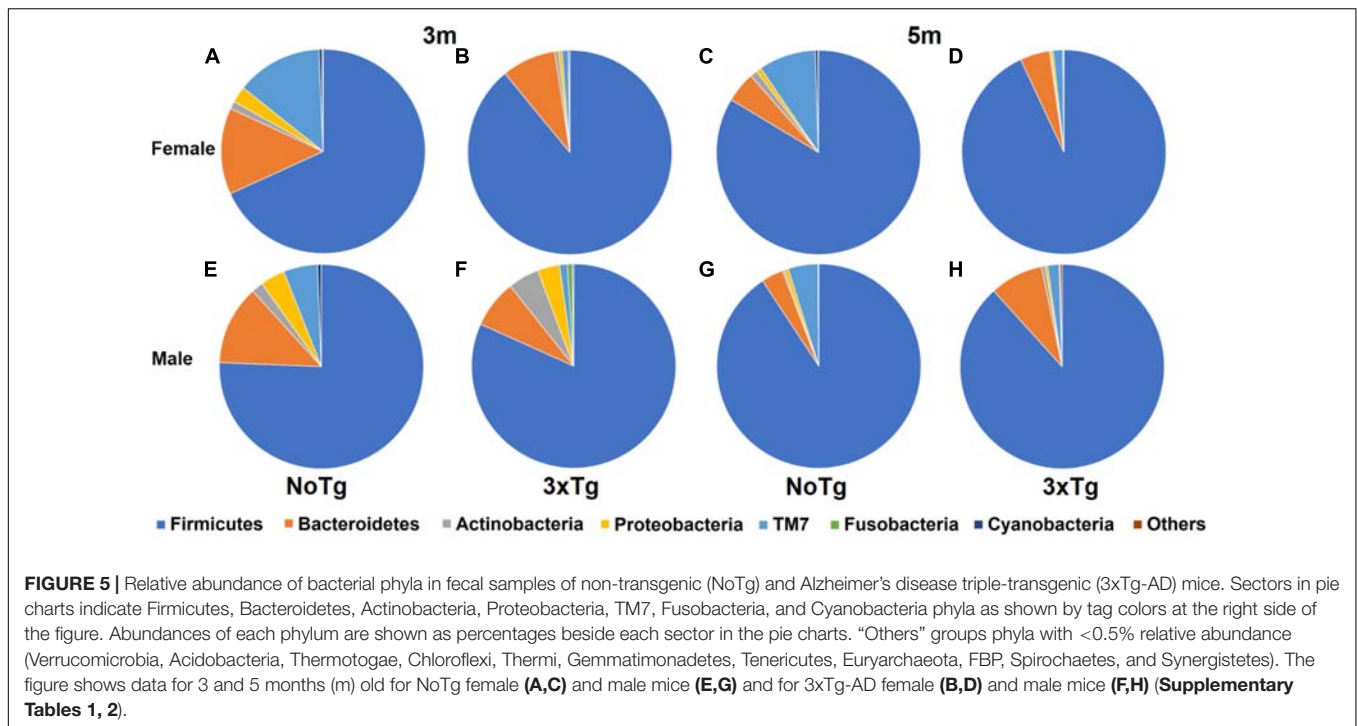 3m 5m
A B C D
Female
E F G H
Male
NoTg 3xTg NoTg 3xTg
Firmicutes Bacteroidetes Actinobacteria Proteobacteria TM7 Fusobacteria Cyanobacteria Others
FIGURE 5 | Relative abundance of bacterial phyla in fecal samples of non-transgenic (NoTg) and Alzheimer's disease triple-transgenic (3xTg-AD) mice. Sectors in pie
charts indicate Firmicutes, Bacteroidetes, Actinobacteria, Proteobacteria, TM7, Fusobacteria, and Cyanobacteria phyla as shown by tag colors at the right side of
the figure. Abundances of each phylum are shown as percentages beside each sector in the pie charts. “Others” groups phyla with <0.5% relative abundance
(Verrucomicrobia, Acidobacteria, Thermotogae, Chloroflexi, Thermi, Gemmatimonadetes, Tenericutes, Euryarchaeota, FBP, Spirochaetes, and Synergistetes). The
figure shows data for 3 and 5 months (m) old for NoTg female (A,C) and male mice (E,G) and for 3xTg-AD female (B,D) and male mice (F,H) (Supplementary
Tables 1, 2).